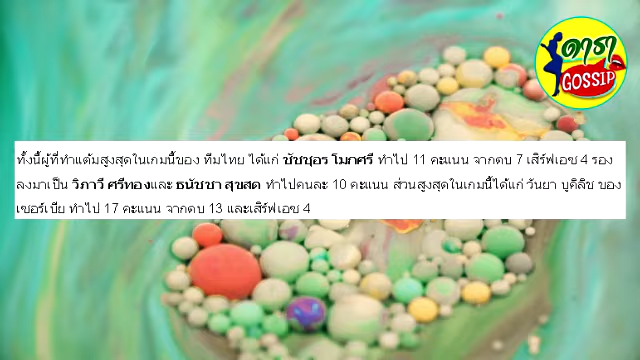 ดารา
GOSSIP
ทั้งนี้ผู้ที่ทำแต้มสูงสุดในเกมนี้ของ ทีมไทย ได้แก่ ชัชชุอร โมกศรี ทำไป 11 คะแนน จากตบ 7 เสิร์ฟเอซ 4 รอง
ลงมาเป็น วิภาวี ศรีทองและ ธนัชชา สุขสด ทำไปคนละ 10 คะแนน ส่วนสูงสุดในเกมนี้ได้แก่ วันยา บูคิลิช ของ
เซอร์เบีย ทำไป 17 คะแนน จากตบ 13 และเสิร์ฟเอซ 4